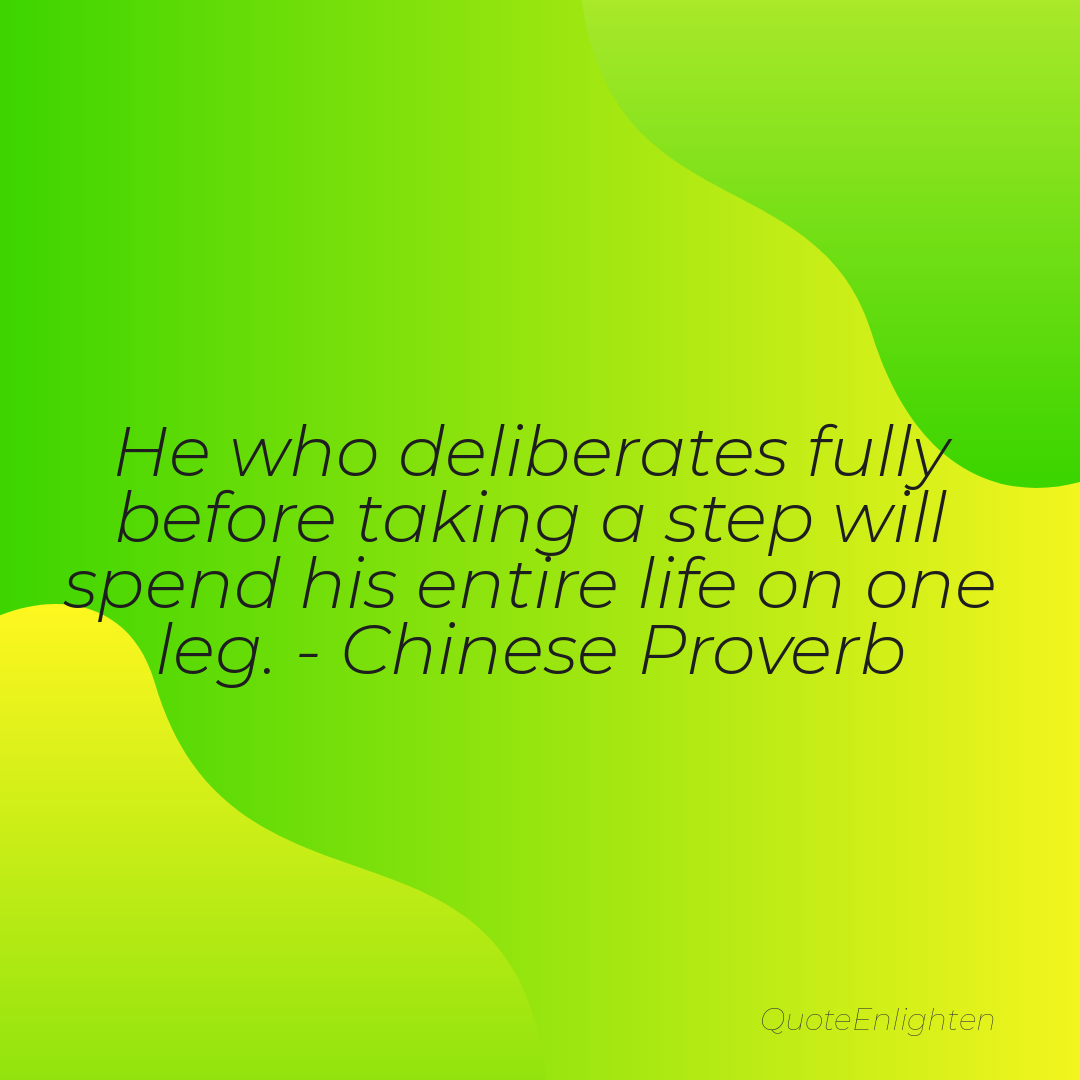 He who deliberates fully
before taking a step will
spend his entire life on one
leg. - Chinese Proverb
QuoteEnlighten